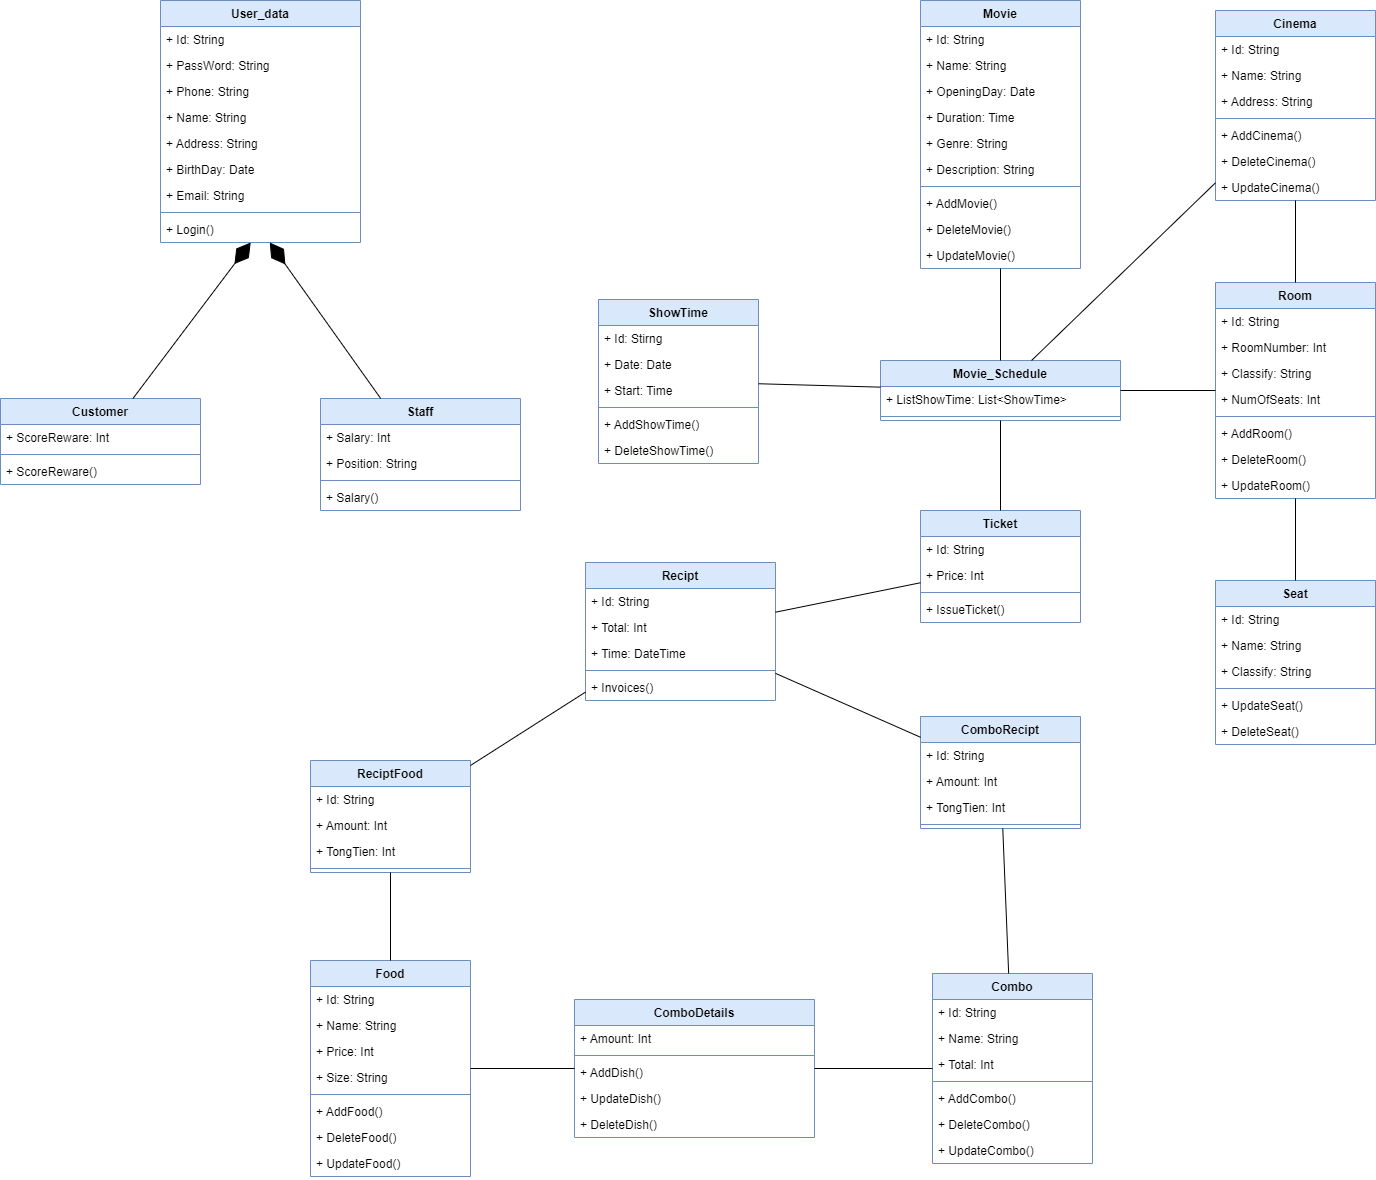 User_data
+ Id: String
+ PassWord: String
+ Phone: String
+ Name: String
+ Address: String
+ BirthDay: Date
+ Email: String
+ Login()
Movie
+ Id: String
+ Name: String
+ OpeningDay: Date
+ Duration: Time
+ Genre: String
+ Description: String
+ AddMovie()
+ DeleteMovie()
+ UpdateMovie()
Cinema
+ Id: String
+ Name: String
+ Address: String
+ AddCinema()
+ DeleteCinema()
+ UpdateCinema()
ShowTime
+ Id: Stirng
+ Date: Date
+ Start: Time
+ AddShowTime()
+ DeleteShowTime()
Movie_Schedule
+ ListShowTime: List<ShowTime>
Room
+ Id: String
+ RoomNumber: Int
+ Classify: String
+ NumOfSeats: Int
+ AddRoom()
+ DeleteRoom()
+ UpdateRoom()
Customer
+ ScoreReware: Int
+ ScoreReware()
Staff
+ Salary: Int
+ Position: String
+ Salary()
Ticket
+ Id: String
+ Price: Int
+ IssueTicket()
Recipt
+ Id: String
+ Total: Int
+ Time: DateTime
+ Invoices()
Seat
+ Id: String
+ Name: String
+ Classify: String
+ UpdateSeat()
+ DeleteSeat()
ComboRecipt
+ Id: String
+ Amount: Int
+ TongTien: Int
ReciptFood
+ Id: String
+ Amount: Int
+ TongTien: Int
Food
+ Id: String
+ Name: String
+ Price: Int
+ Size: String
+ AddFood()
+ DeleteFood()
+ UpdateFood()
ComboDetails
+ Amount: Int
+ AddDish()
+ UpdateDish()
+ DeleteDish()
Combo
+ Id: String
+ Name: String
+ Total: Int
+ AddCombo()
+ DeleteCombo()
+ UpdateCombo()